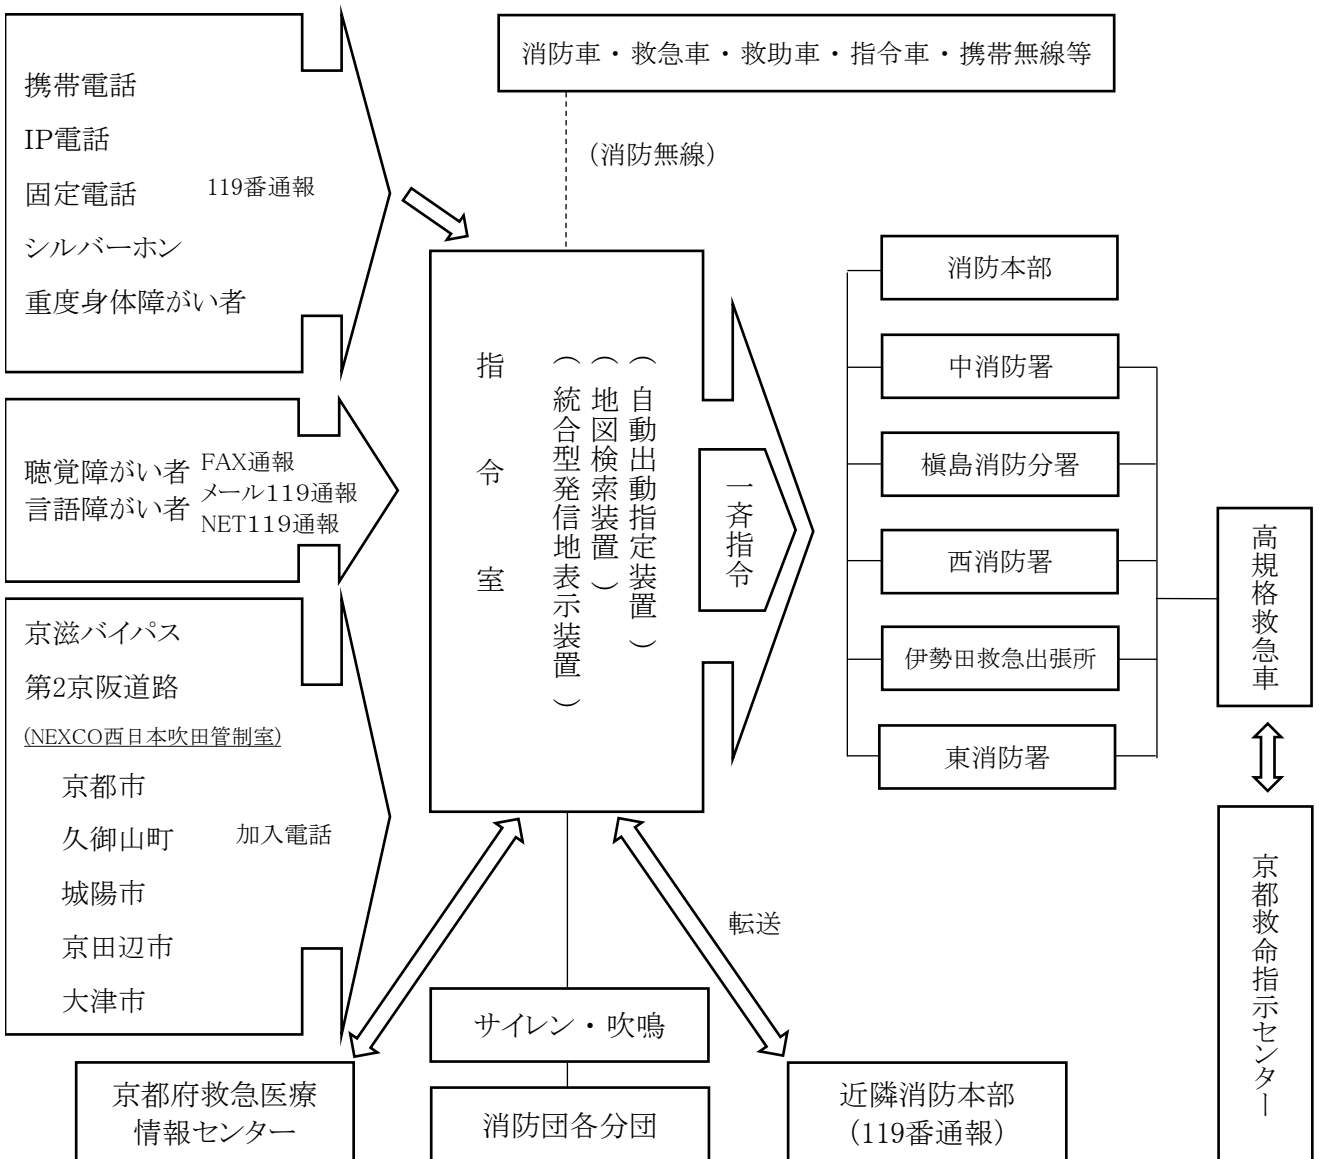 消防車・救急車・救助車・指令車・携帯無線等
(消防無線)
携帯電話
IP電話
固定電話
シルバーホン
重度身体障がい者
119番通報
聴覚障がい者
言語障がい者
FAX通報
メール119通報
NET119通報
京滋バイパス
第2京阪道路
(NEXCO西日本吹田管制室)
京都市
久御山町
城陽市
京田辺市
大津市
加入電話
指令室
(自動出動指定装置)
(地図検索装置)
(統合型発信地表示装置)
一斉指令
消防本部
中消防署
槇島消防分署
西消防署
伊勢田救急出張所
東消防署
高規格救急車
京都救命指示センター
転送
サイレン・吹鳴
消防団各分団
京都府救急医療
情報センター
近隣消防本部
(119番通報)